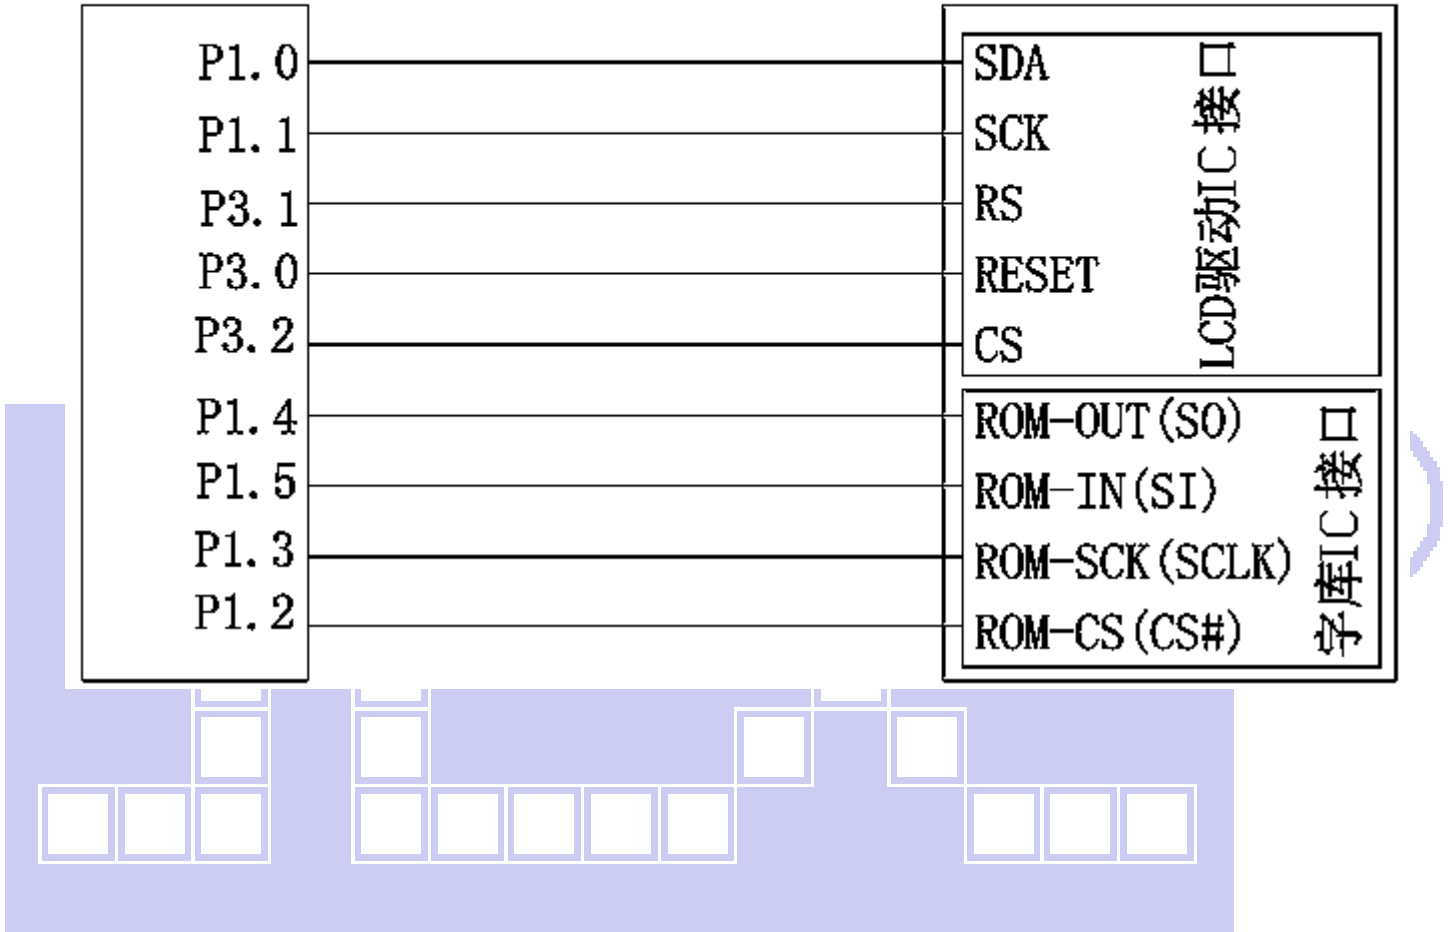 P1.0 SDA
P1.1 SCK
P3.1 RS
P3.0 RESET
P3.2 CS
LCD驱动IC接口
P1.4 ROM-OUT(SO)
P1.5 ROM-IN(SI)
P1.3 ROM-SCK(SCLK)
P1.2 ROM-CS(CS#)
字库IC接口